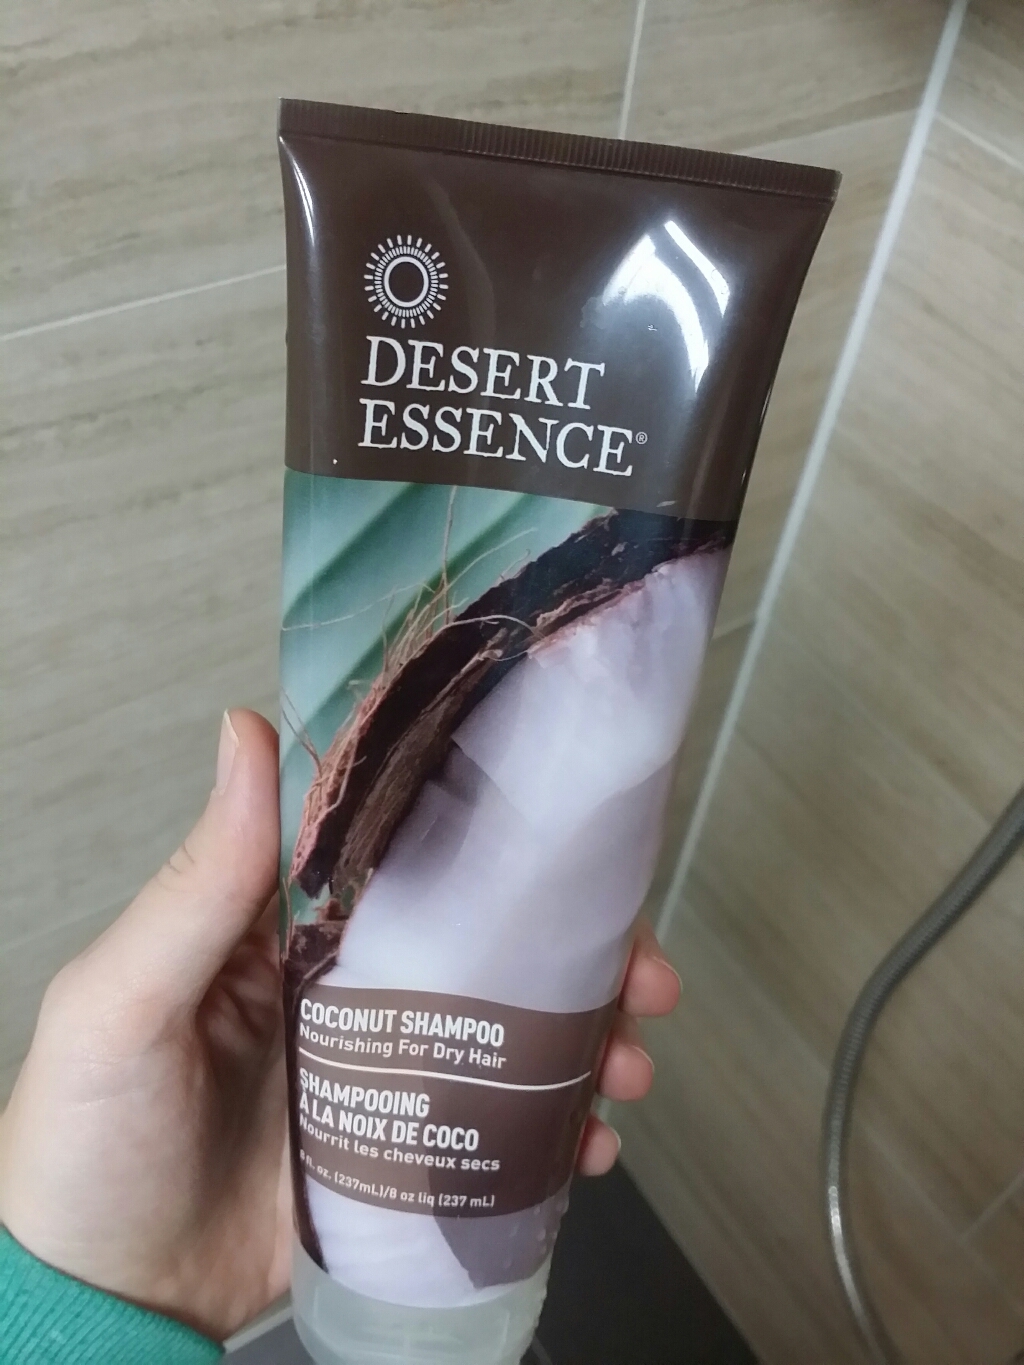 DESERT
ESSENCE®
COCONUT SHAMPOO
Nourishing For Dry Hair
SHAMPOOING
À LA NOIX DE COCO
Nourrit les cheveux secs
8 fl. oz. (237mL)/8 oz liq (237 mL)